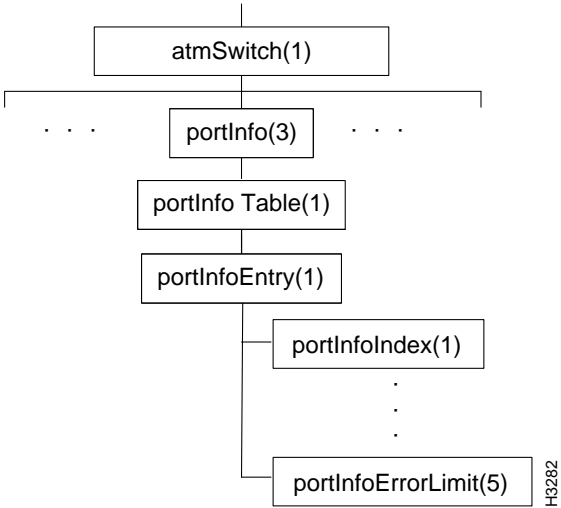 atmSwitch(1)
. . . portInfo(3) . . .
portInfo Table(1)
portInfoEntry(1)
portInfoIndex(1)
.
.
.
portInfoErrorLimit(5)
H3282